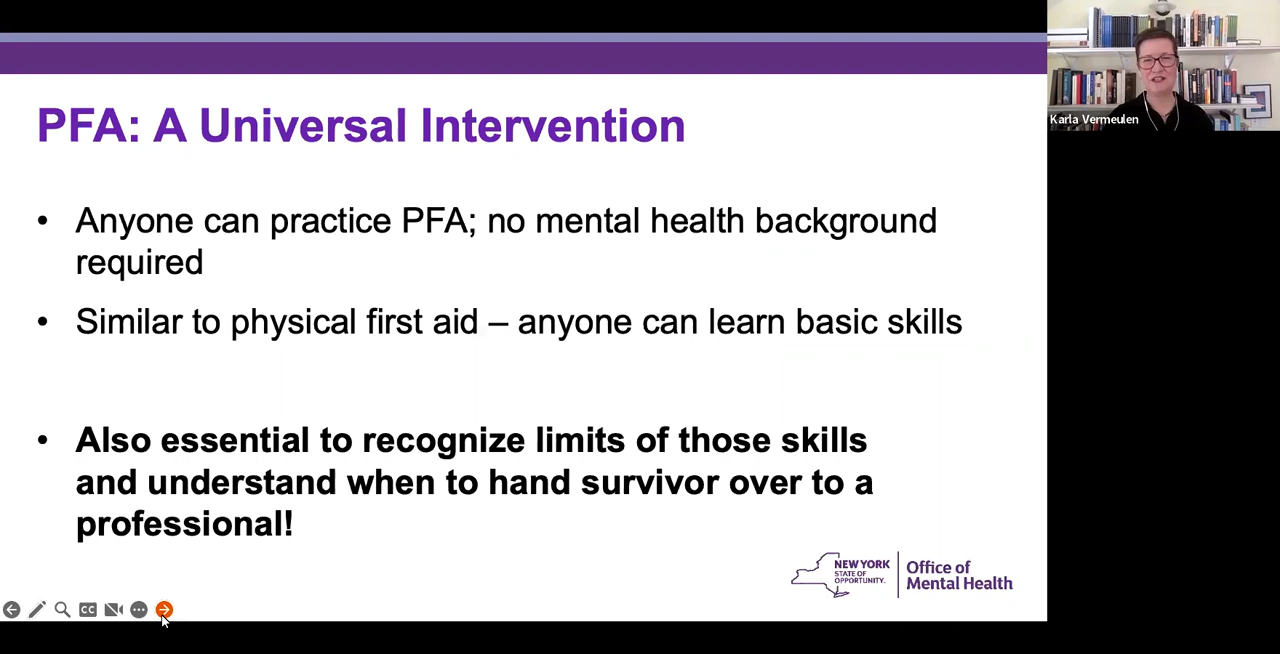 PFA: A Universal Intervention
• Anyone can practice PFA; no mental health background
required
• Similar to physical first aid – anyone can learn basic skills
• Also essential to recognize limits of those skills
and understand when to hand survivor over to a
professional!
NEW YORK
STATE OF
OPPORTUNITY.
Office of
Mental Health
CC
Karla Vermeulen